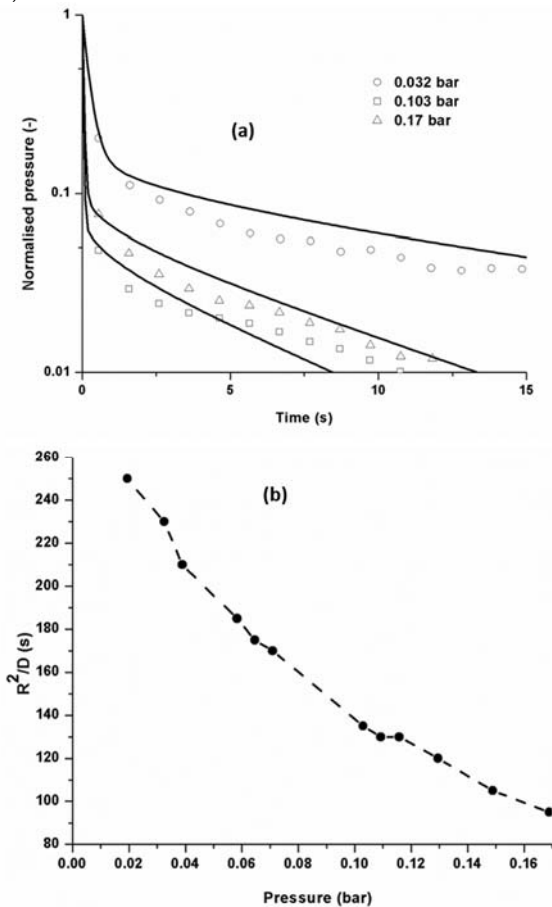 )
1
(a)
0.032 bar
0.103 bar
0.17 bar
Normalised pressure (-)
0.1
0.01
0 5 10 15
Time (s)
260
(b)
240
220
200
R²/D (s)
180
160
140
120
100
80
0.00 0.02 0.04 0.06 0.08 0.10 0.12 0.14 0.16
Pressure (bar)